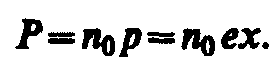 P = n₀p = n₀ex.